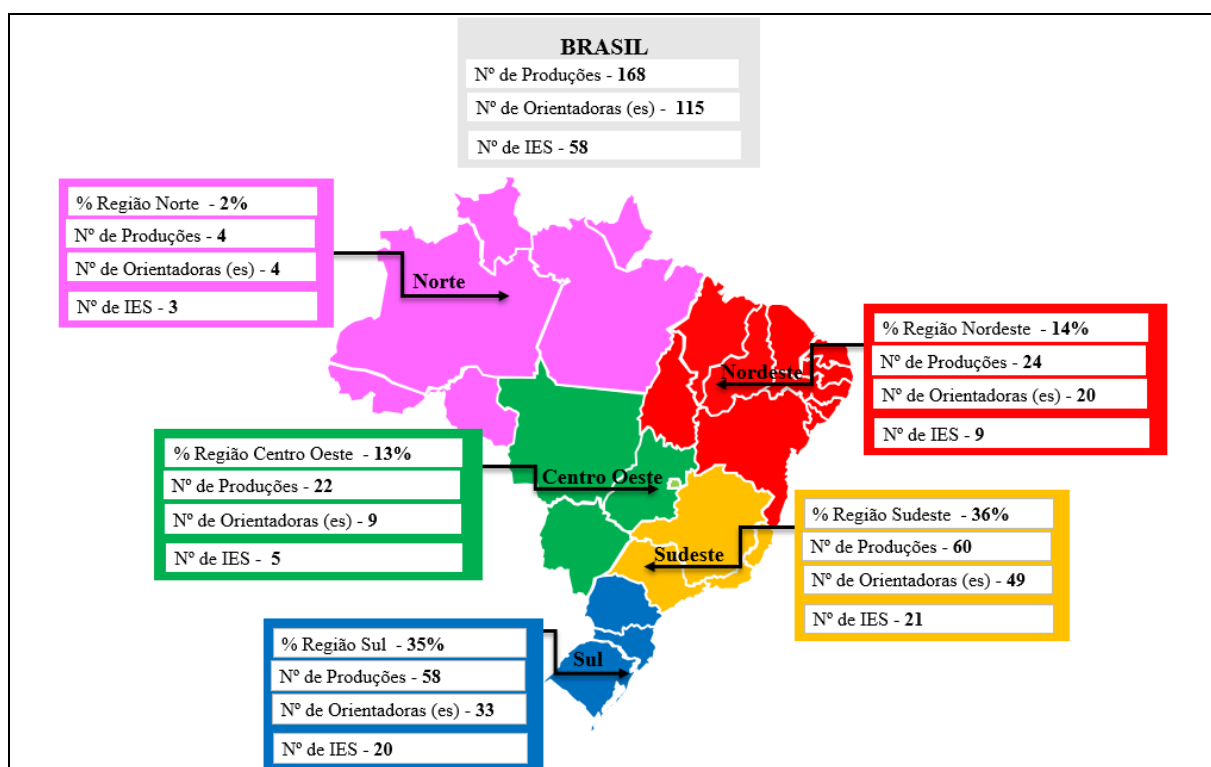 BRASIL
Nº de Produções - 168
Nº de Orientadoras (es) - 115
Nº de IES - 58
% Região Norte - 2%
Nº de Produções - 4
Nº de Orientadoras (es) - 4
Nº de IES - 3
Norte
% Região Nordeste - 14%
Nº de Produções - 24
Nº de Orientadoras (es) - 20
Nº de IES - 9
Nordeste
% Região Centro Oeste - 13%
Nº de Produções - 22
Nº de Orientadoras (es) - 9
Nº de IES - 5
Centro Oeste
% Região Sudeste - 36%
Nº de Produções - 60
Nº de Orientadoras (es) - 49
Nº de IES - 21
Sudeste
% Região Sul - 35%
Nº de Produções - 58
Nº de Orientadoras (es) - 33
Nº de IES - 20
Sul